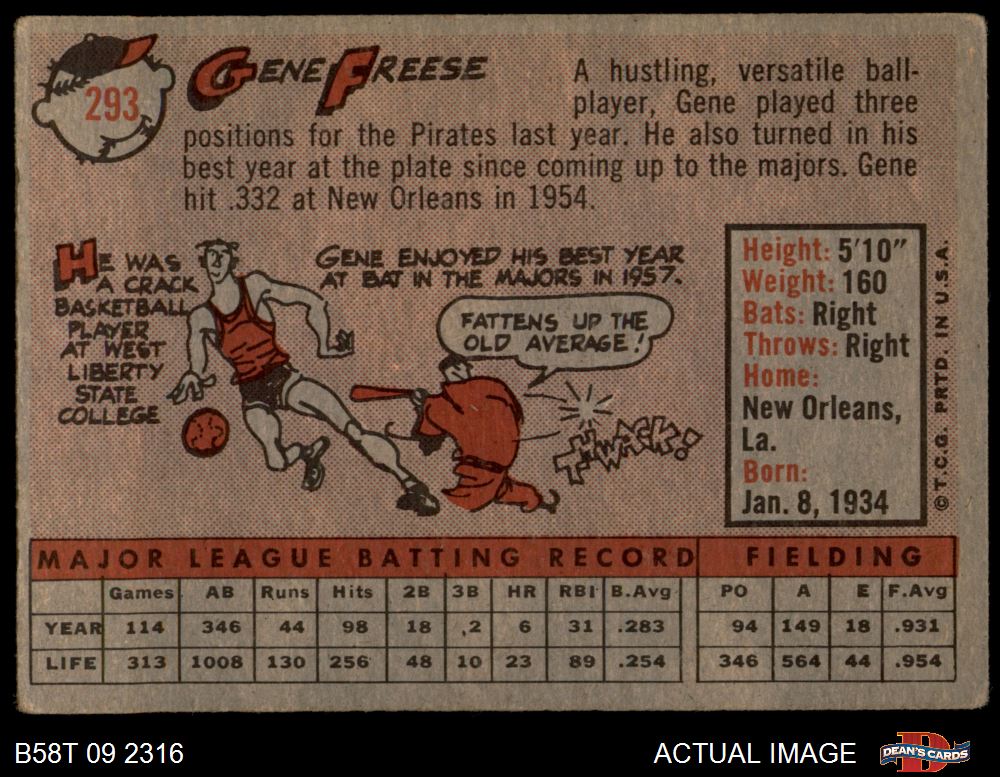 293
GENE FREESE
A hustling, versatile ball-
player, Gene played three
positions for the Pirates last year. He also turned in his
best year at the plate since coming up to the majors. Gene
hit .332 at New Orleans in 1954.
HE WAS
A CRACK
BASKETBALL
PLAYER
AT WEST
LIBERTY
STATE
COLLEGE
GENE ENJOYED HIS BEST YEAR
AT BAT IN THE MAJORS IN 1957.
FATTENS UP THE
OLD AVERAGE!
THWACK!
Height: 5'10"
Weight: 160
Bats: Right
Throws: Right
Home:
New Orleans,
La.
Born:
Jan. 8, 1934
© T.C.G. PRTD. IN U.S.A.
MAJOR LEAGUE BATTING RECORD FIELDING
Games AB Runs Hits 2B 3B HR RBI B.Avg PO A E F.Avg
YEAR 114 346 44 98 18 2 6 31 .283 94 149 18 .931
LIFE 313 1008 130 256 48 10 23 89 .254 346 564 44 .954
B58T 09 2316 ACTUAL IMAGE DEAN'S CARDS